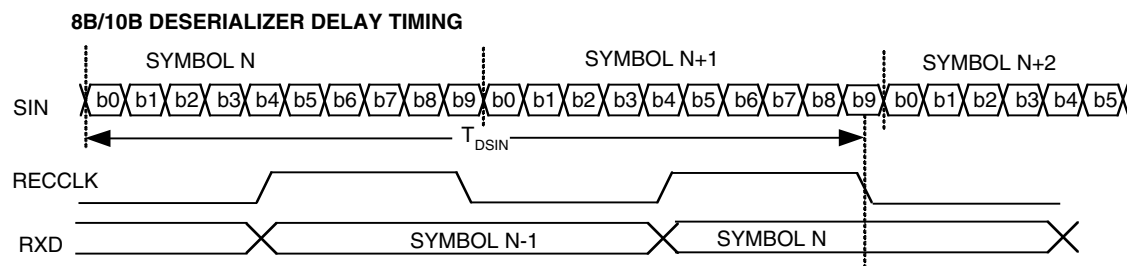 8B/10B DESERIALIZER DELAY TIMING
SYMBOL N SYMBOL N+1 SYMBOL N+2
SIN b0 b1 b2 b3 b4 b5 b6 b7 b8 b9 b0 b1 b2 b3 b4 b5 b6 b7 b8 b9 b0 b1 b2 b3 b4 b5
T DSIN
RECCLK
RXD SYMBOL N-1 SYMBOL N